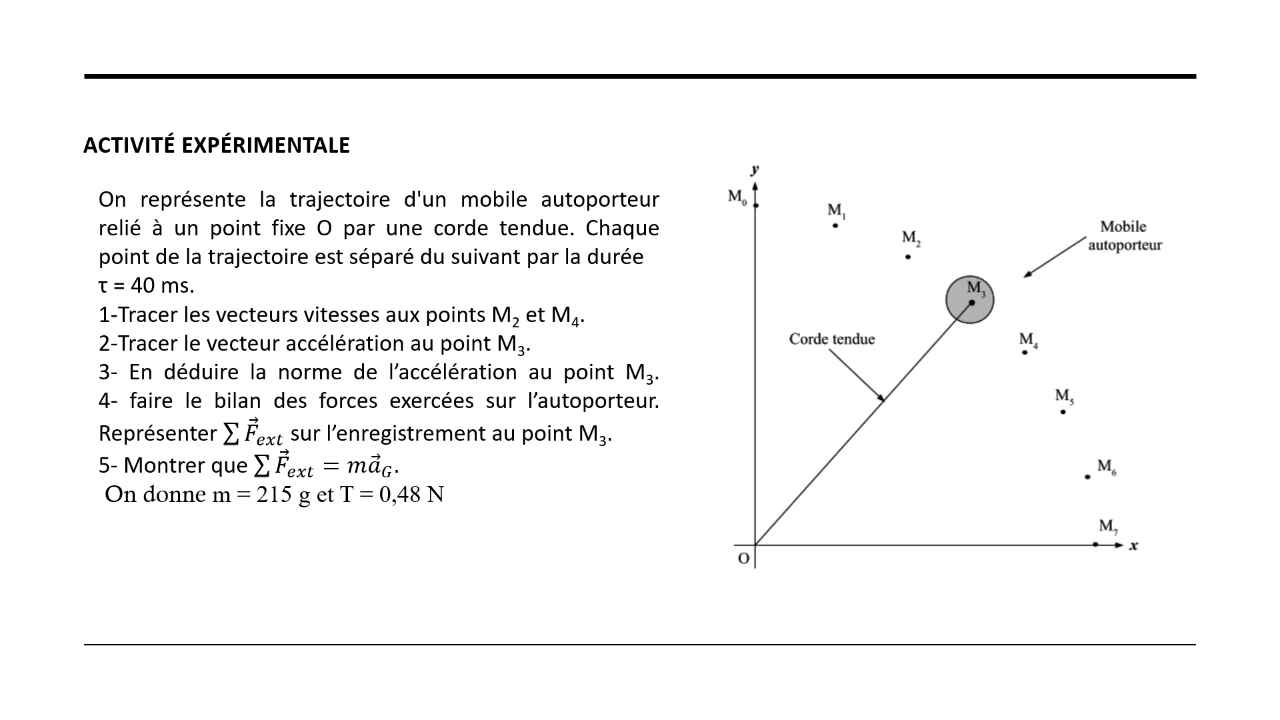 ACTIVITÉ EXPÉRIMENTALE
On représente la trajectoire d'un mobile autoporteur
relié à un point fixe O par une corde tendue. Chaque
point de la trajectoire est séparé du suivant par la durée
τ = 40 ms.
1-Tracer les vecteurs vitesses aux points M₂ et M₄.
2-Tracer le vecteur accélération au point M₃.
3- En déduire la norme de l’accélération au point M₃.
4- faire le bilan des forces exercées sur l’autoporteur.
Représenter ∑ F⃗ₑₓₜ sur l’enregistrement au point M₃.
5- Montrer que ∑ F⃗ₑₓₜ = ma⃗_G.
On donne m = 215 g et T = 0,48 N
y
M₀
M₁
M₂
Mobile
autoporteur
M₃
Corde tendue
M₄
M₅
M₆
M₇
O
x